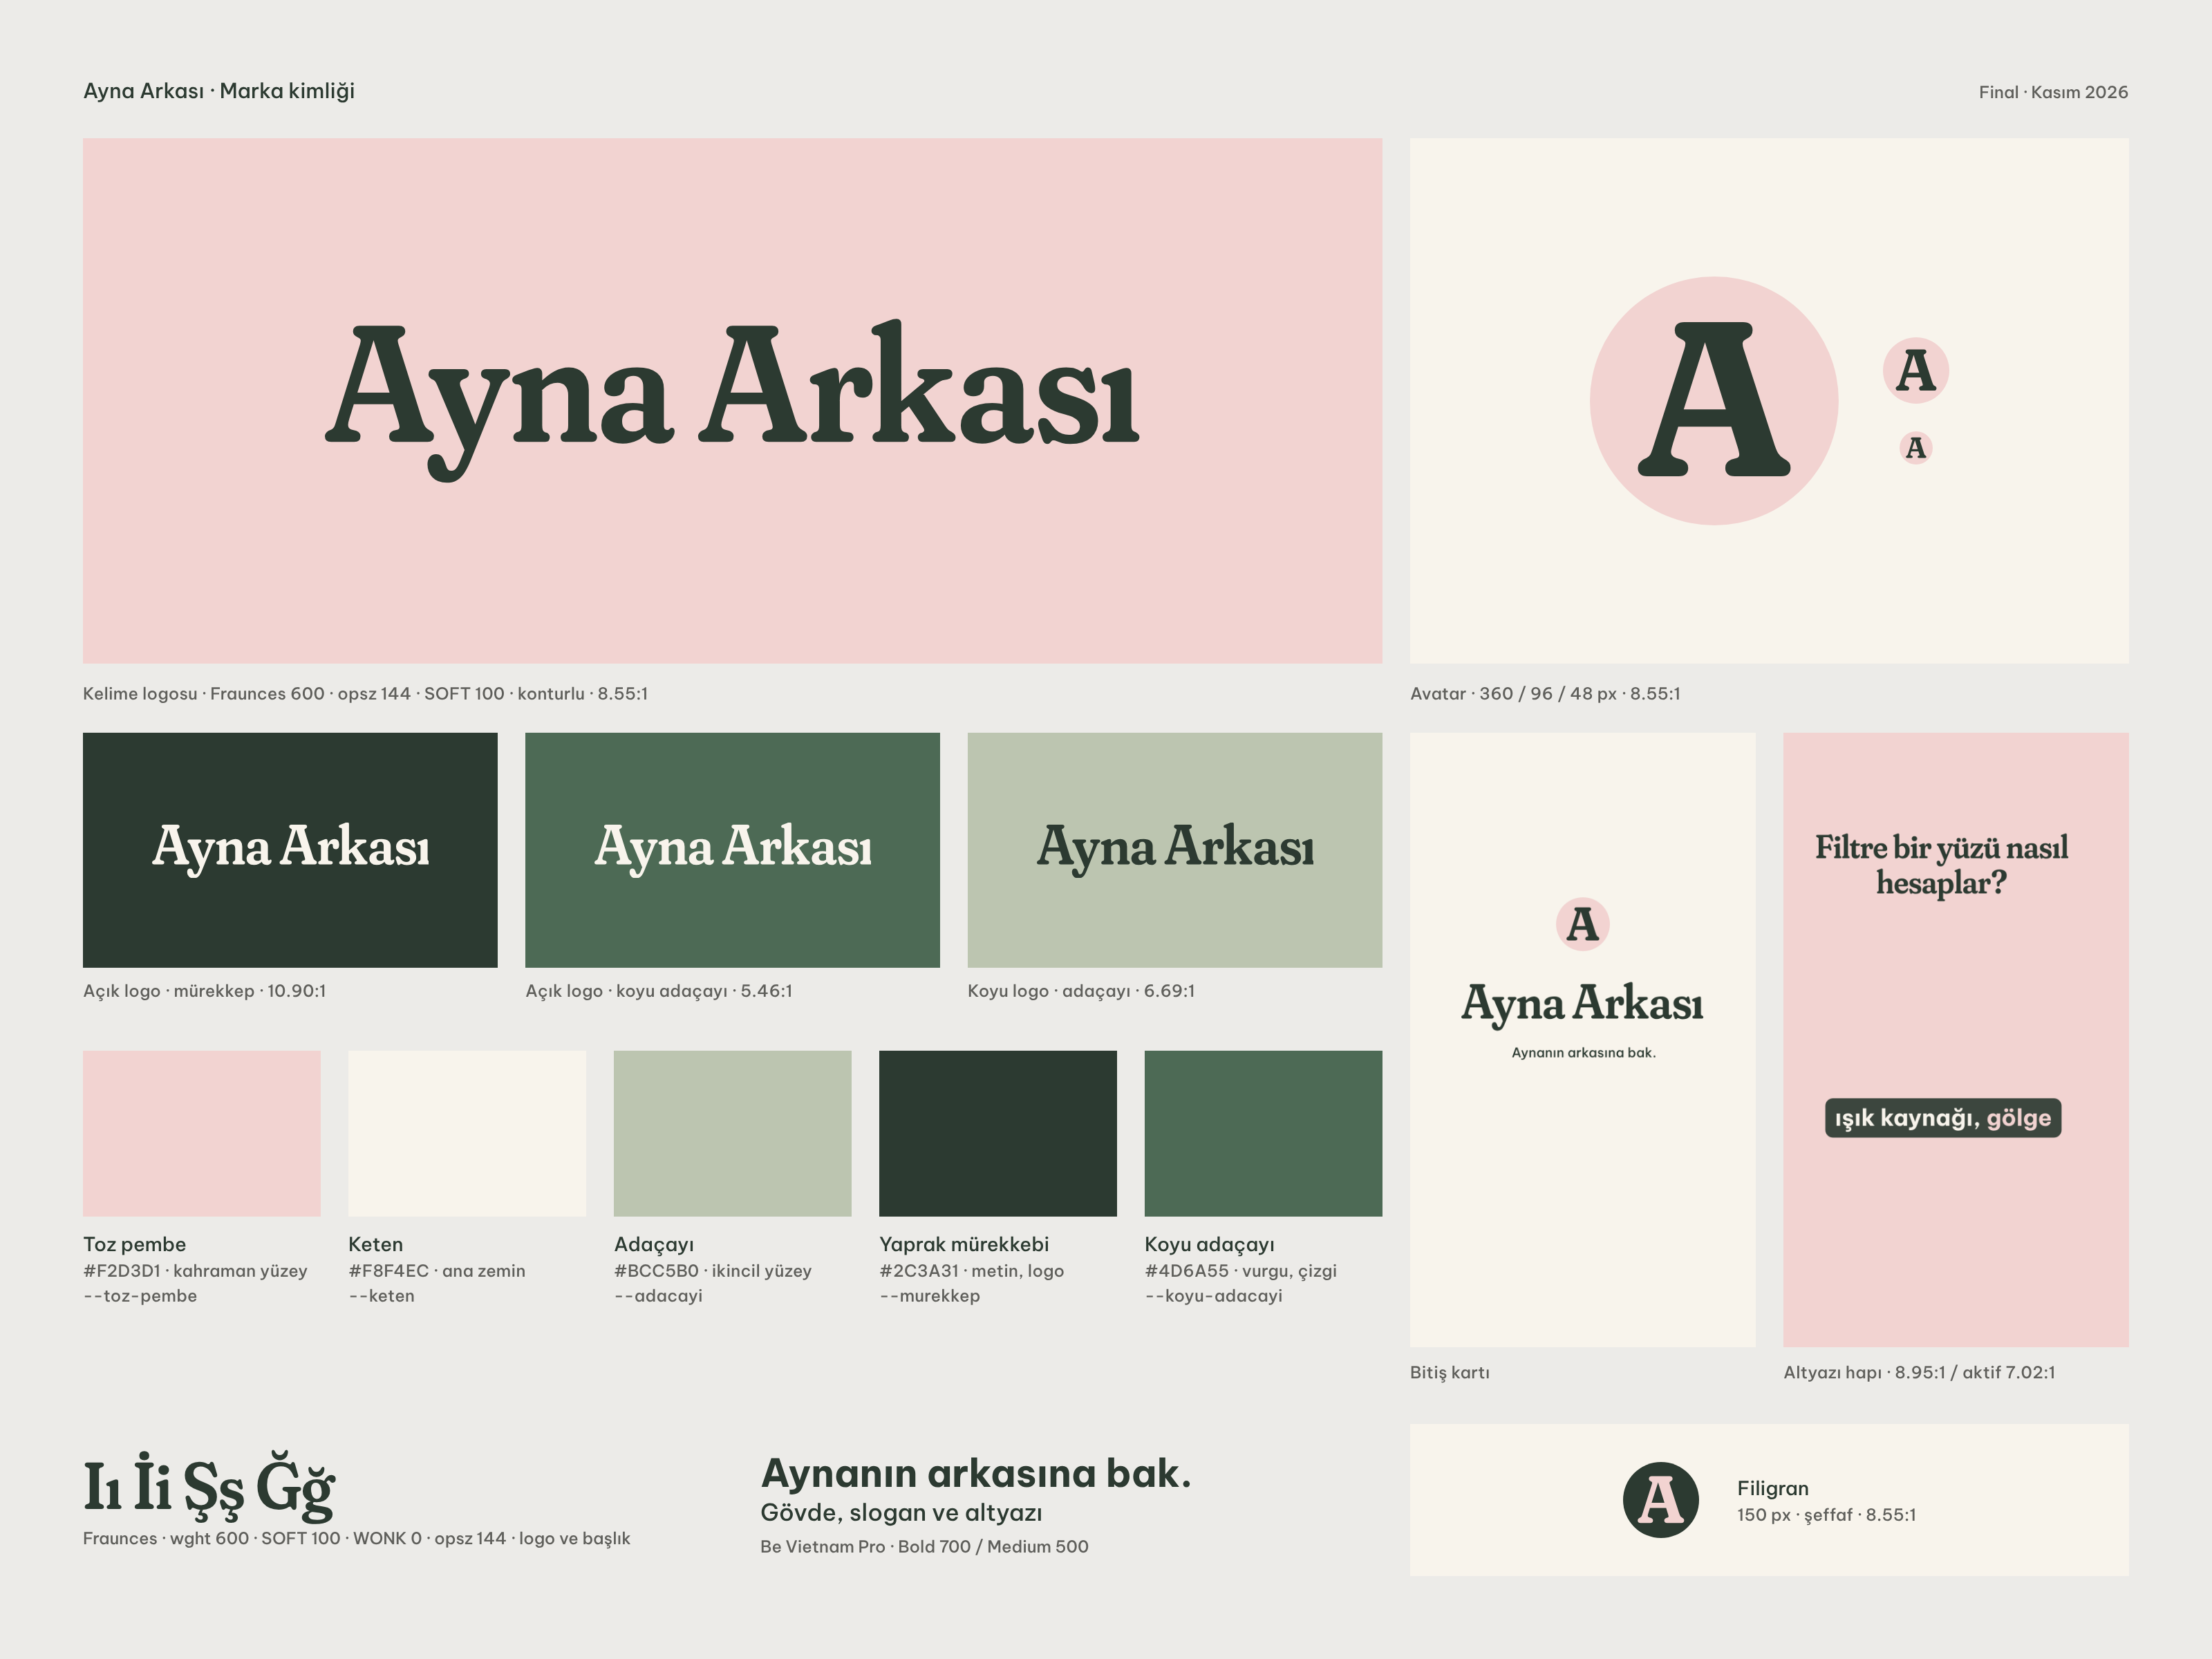 Ayna Arkası · Marka kimliği
Final · Kasım 2026
Ayna Arkası
A
A
A
Kelime logosu · Fraunces 600 · opsz 144 · SOFT 100 · konturlu · 8.55:1
Avatar · 360 / 96 / 48 px · 8.55:1
Ayna Arkası
Ayna Arkası
Ayna Arkası
Açık logo · mürekkep · 10.90:1
Açık logo · koyu adaçayı · 5.46:1
Koyu logo · adaçayı · 6.69:1
A
Ayna Arkası
Aynanın arkasına bak.
Bitiş kartı
Filtre bir yüzü nasıl
hesaplar?
ışık kaynağı, gölge
Altyazı hapı · 8.95:1 / aktif 7.02:1
Toz pembe
#F2D3D1 · kahraman yüzey
--toz-pembe
Keten
#F8F4EC · ana zemin
--keten
Adaçayı
#BCC5B0 · ikincil yüzey
--adacayi
Yaprak mürekkebi
#2C3A31 · metin, logo
--murekkep
Koyu adaçayı
#4D6A55 · vurgu, çizgi
--koyu-adacayi
Iı İi Şş Ğğ
Fraunces · wght 600 · SOFT 100 · WONK 0 · opsz 144 · logo ve başlık
Aynanın arkasına bak.
Gövde, slogan ve altyazı
Be Vietnam Pro · Bold 700 / Medium 500
A
Filigran
150 px · şeffaf · 8.55:1